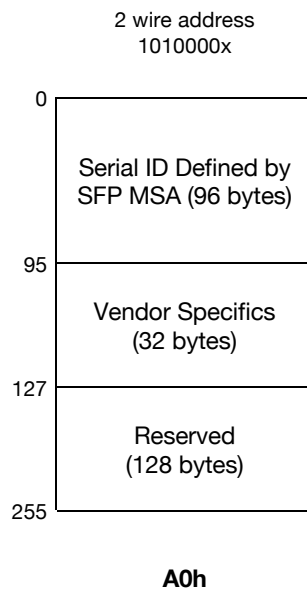 2 wire address
1010000x
0
Serial ID Defined by
SFP MSA (96 bytes)
95
Vendor Specifics
(32 bytes)
127
Reserved
(128 bytes)
255
A0h